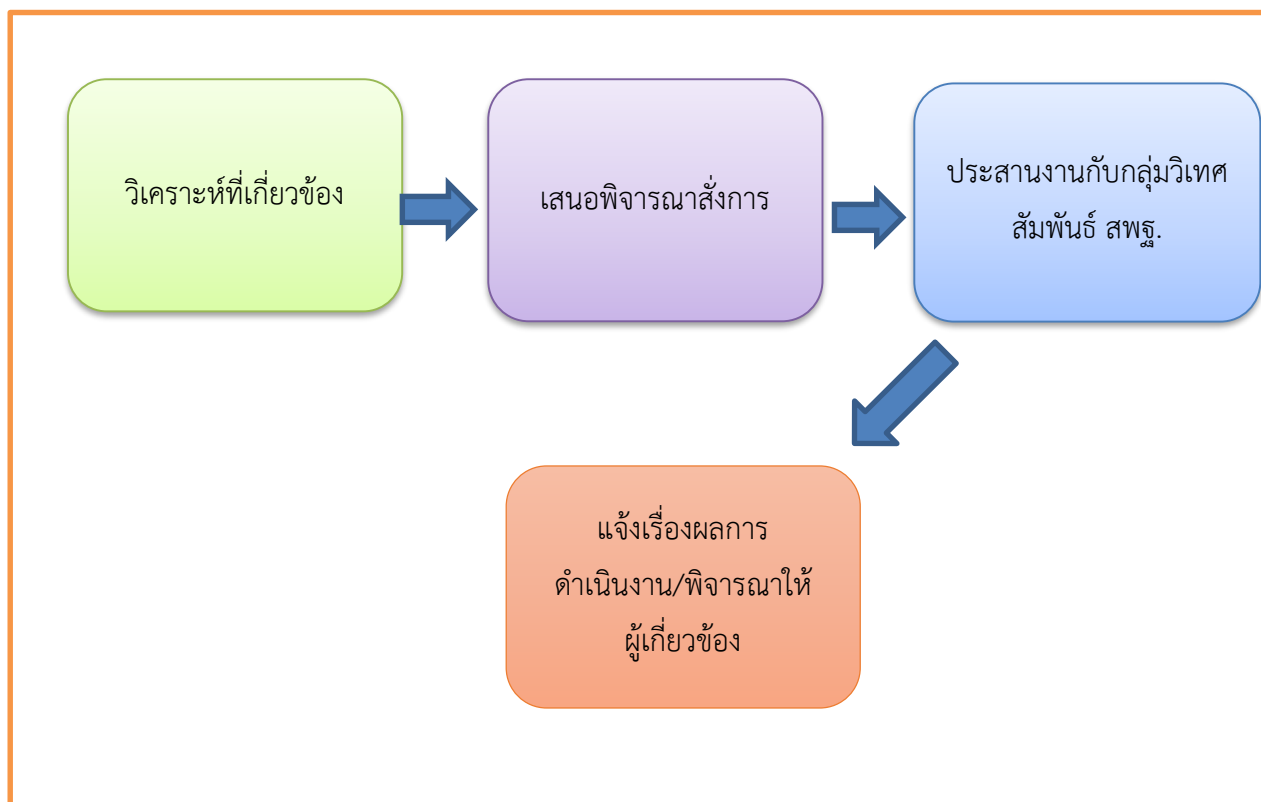 วิเคราะห์ที่เกี่ยวข้อง
เสนอพิจารณาสั่งการ
ประสานงานกับกลุ่มวิเทศ
สัมพันธ์ สพฐ.
แจ้งเรื่องผลการ
ดำเนินงาน/พิจารณาให้
ผู้เกี่ยวข้อง